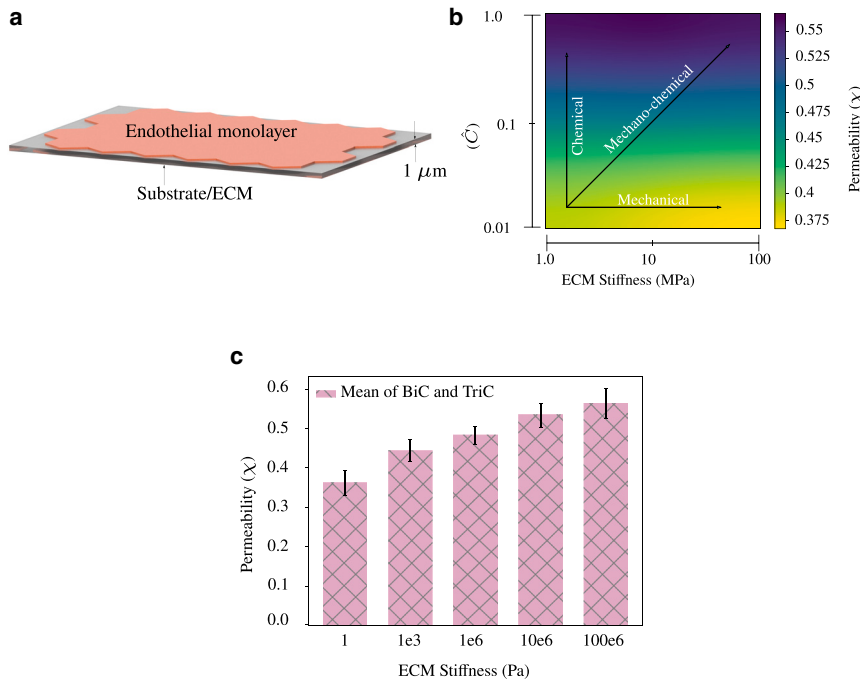 a
Endothelial monolayer
1 μm
Substrate/ECM
b
1.0
0.1
0.01
(Ĉ)
Chemical
Mechano-chemical
Mechanical
1.0
10
100
ECM Stiffness (MPa)
0.55
0.525
0.5
0.475
0.45
0.425
0.4
0.375
Permeability (χ)
c
Mean of BiC and TriC
0.6
0.5
0.4
0.3
0.2
0.1
0.0
Permeability (χ)
1
1e3
1e6
10e6
100e6
ECM Stiffness (Pa)